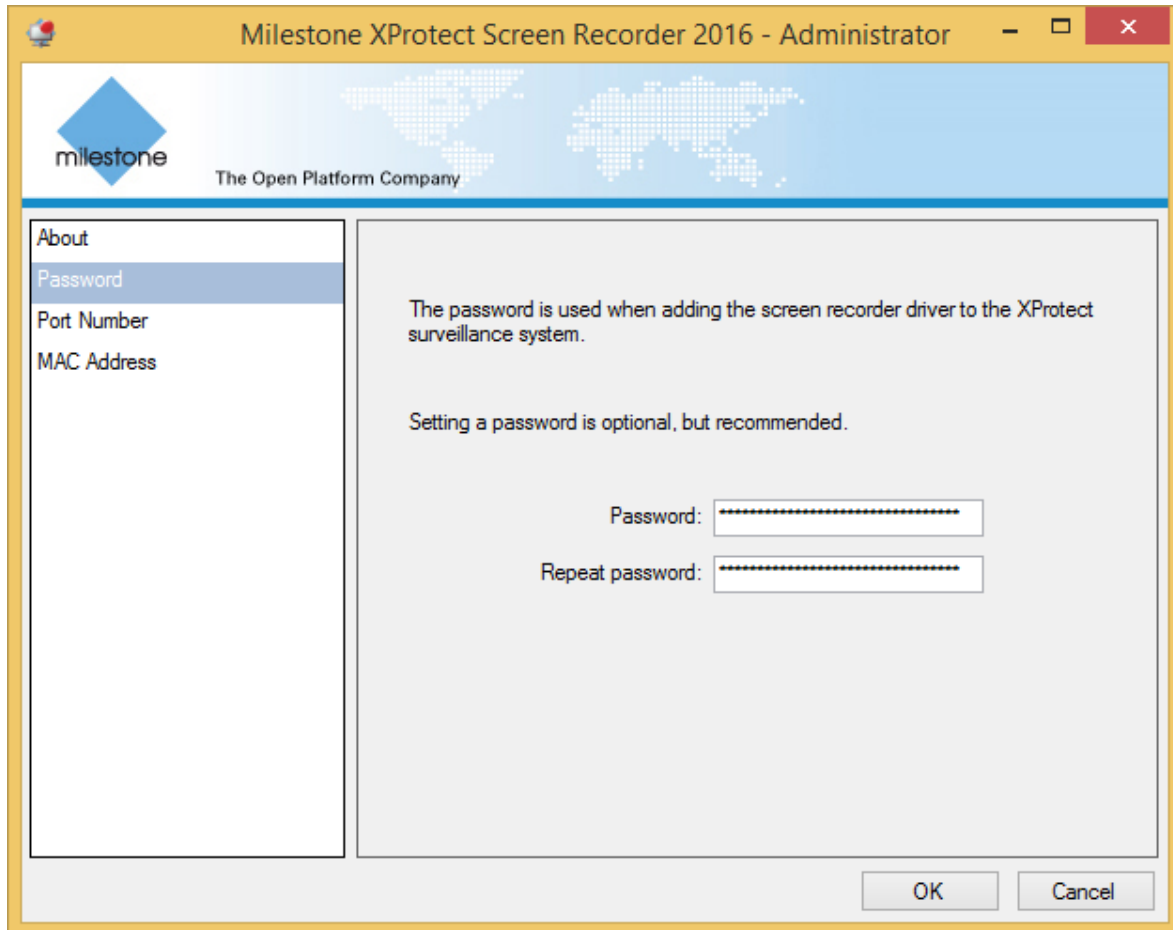 Milestone XProtect Screen Recorder 2016 - Administrator
milestone
The Open Platform Company
About
Password
Port Number
MAC Address
The password is used when adding the screen recorder driver to the XProtect
surveillance system.
Setting a password is optional, but recommended.
Password:
Repeat password:
OK
Cancel